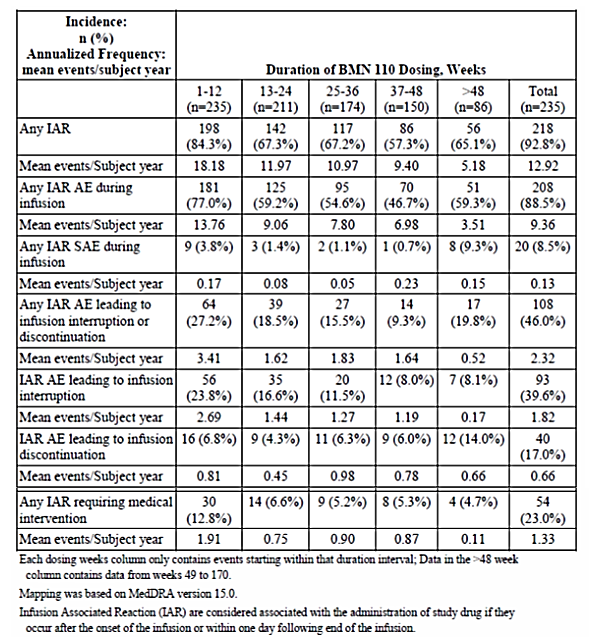 Incidence:
n (%)
Annualized Frequency:
mean events/subject year
Duration of BMN 110 Dosing, Weeks
1-12 13-24 25-36 37-48 >48 Total
(n=235) (n=211) (n=174) (n=150) (n=86) (n=235)
Any IAR 198 142 117 86 56 218
(84.3%) (67.3%) (67.2%) (57.3%) (65.1%) (92.8%)
Mean events/Subject year 18.18 11.97 10.97 9.40 5.18 12.92
Any IAR AE during 181 125 95 70 51 208
infusion (77.0%) (59.2%) (54.6%) (46.7%) (59.3%) (88.5%)
Mean events/Subject year 13.76 9.06 7.80 6.98 3.51 9.36
Any IAR SAE during 9 (3.8%) 3 (1.4%) 2 (1.1%) 1 (0.7%) 8 (9.3%) 20 (8.5%)
infusion
Mean events/Subject year 0.17 0.08 0.05 0.23 0.15 0.13
Any IAR AE leading to 64 39 27 14 17 108
infusion interruption or (27.2%) (18.5%) (15.5%) (9.3%) (19.8%) (46.0%)
discontinuation
Mean events/Subject year 3.41 1.62 1.83 1.64 0.52 2.32
IAR AE leading to infusion 56 35 20 12 (8.0%) 7 (8.1%) 93
interruption (23.8%) (16.6%) (11.5%) (39.6%)
Mean events/Subject year 2.69 1.44 1.27 1.19 0.17 1.82
IAR AE leading to infusion 16 (6.8%) 9 (4.3%) 11 (6.3%) 9 (6.0%) 12 (14.0%) 40
discontinuation (17.0%)
Mean events/Subject year 0.81 0.45 0.98 0.78 0.66 0.66
Any IAR requiring medical 30 14 (6.6%) 9 (5.2%) 8 (5.3%) 4 (4.7%) 54
intervention (12.8%) (23.0%)
Mean events/Subject year 1.91 0.75 0.90 0.87 0.11 1.33
Each dosing weeks column only contains events starting within that duration interval; Data in the >48 week
column contains data from weeks 49 to 170.
Mapping was based on MedDRA version 15.0.
Infusion Associated Reaction (IAR) are considered associated with the administration of study drug if they
occur after the onset of the infusion or within one day following end of the infusion.